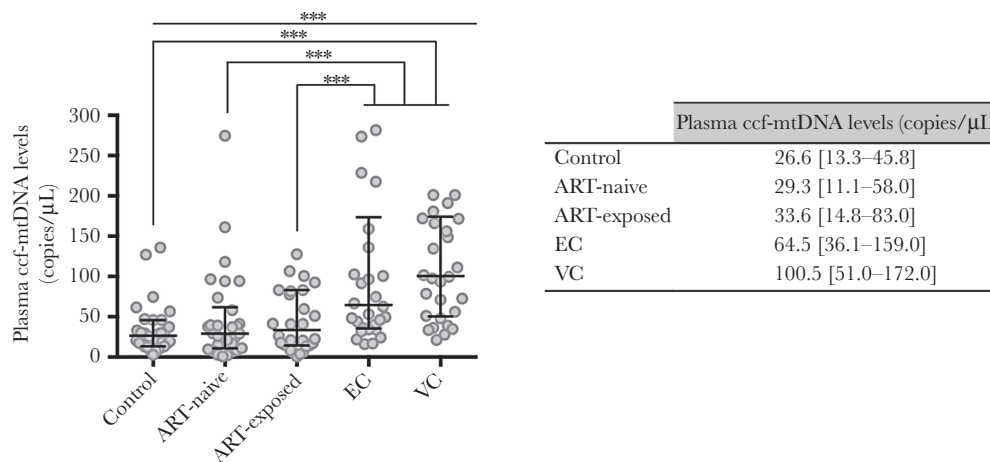 ***
***
***
***
Plasma ccf-mtDNA levels
(copies/µL)
300
250
200
150
100
50
0
Control
ART-naive
ART-exposed
EC
VC
Plasma ccf-mtDNA levels (copies/µL
Control 26.6 [13.3–45.8]
ART-naive 29.3 [11.1–58.0]
ART-exposed 33.6 [14.8–83.0]
EC 64.5 [36.1–159.0]
VC 100.5 [51.0–172.0]